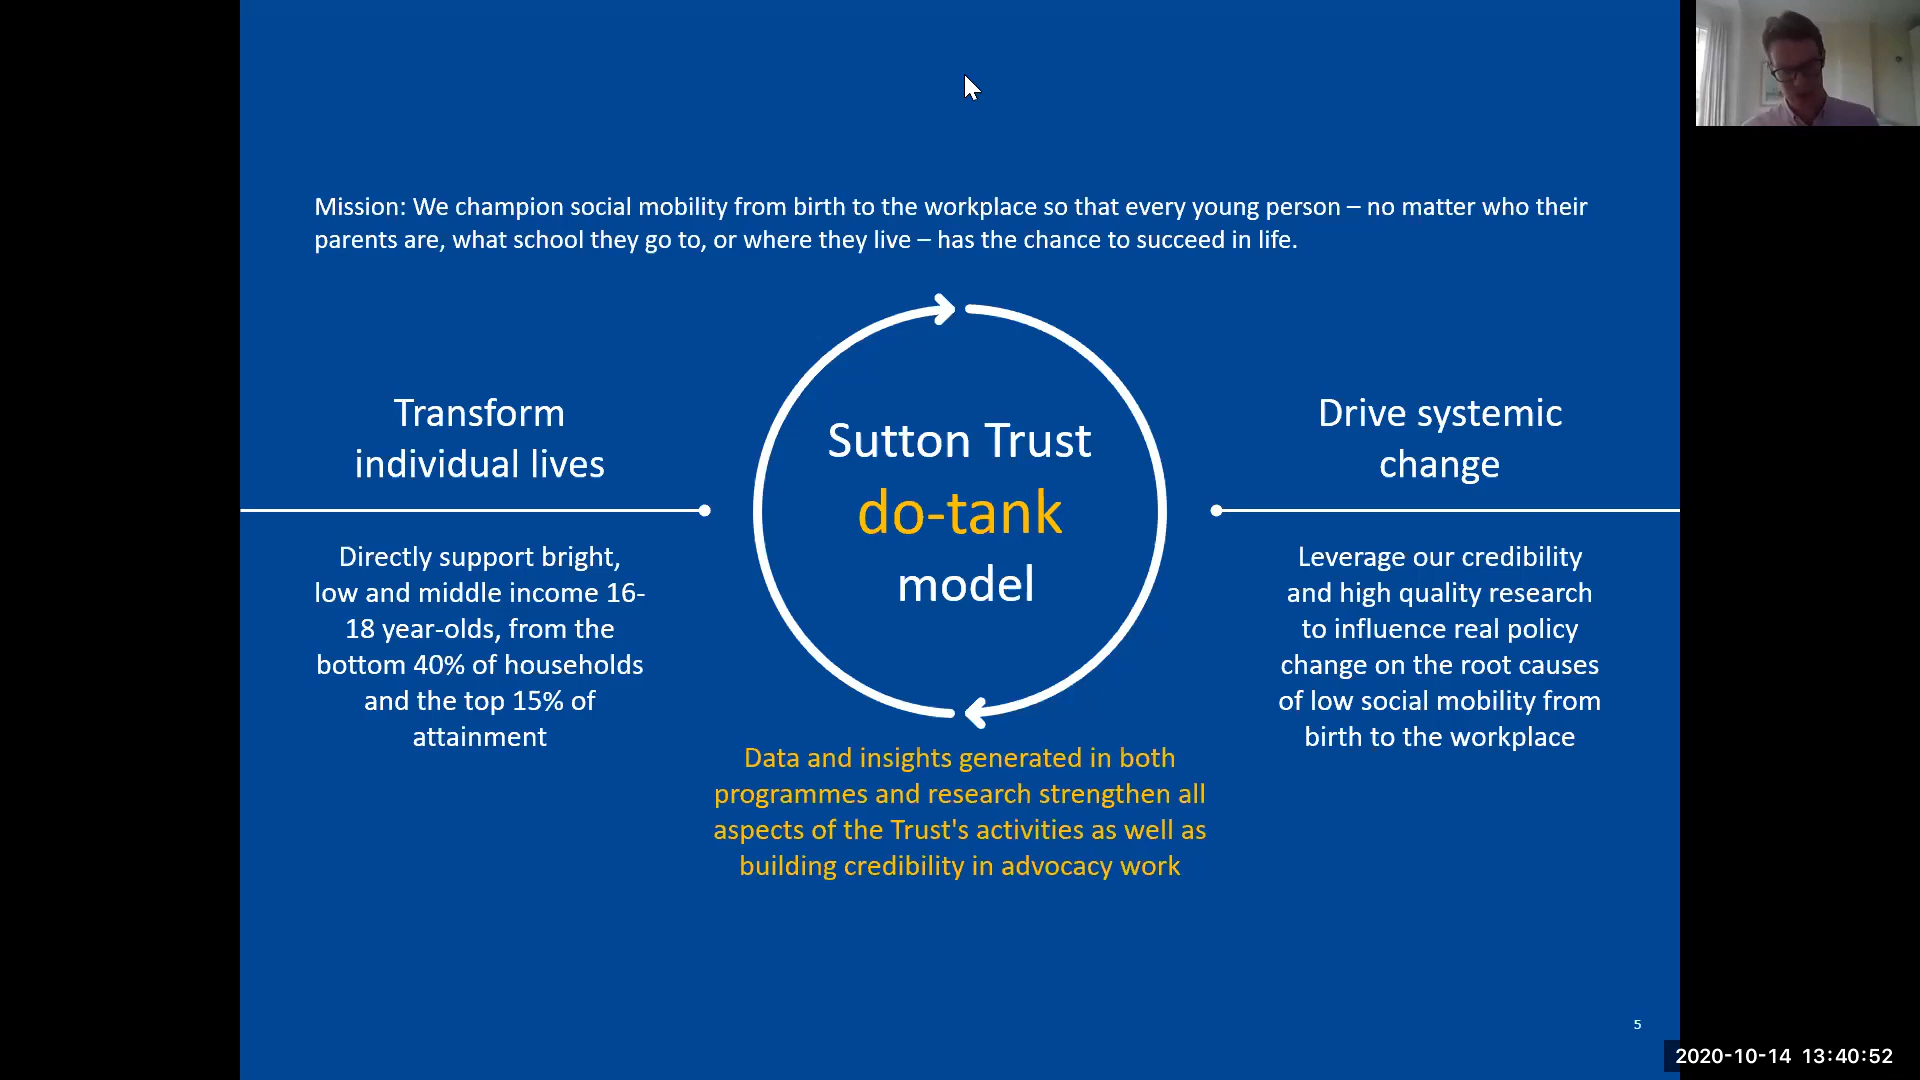 Mission: We champion social mobility from birth to the workplace so that every young person – no matter who their
parents are, what school they go to, or where they live – has the chance to succeed in life.
Transform
individual lives
Directly support bright,
low and middle income 16-
18 year-olds, from the
bottom 40% of households
and the top 15% of
attainment
Sutton Trust
do-tank
model
Data and insights generated in both
programmes and research strengthen all
aspects of the Trust's activities as well as
building credibility in advocacy work
Drive systemic
change
Leverage our credibility
and high quality research
to influence real policy
change on the root causes
of low social mobility from
birth to the workplace
5
2020-10-14 13:40:52